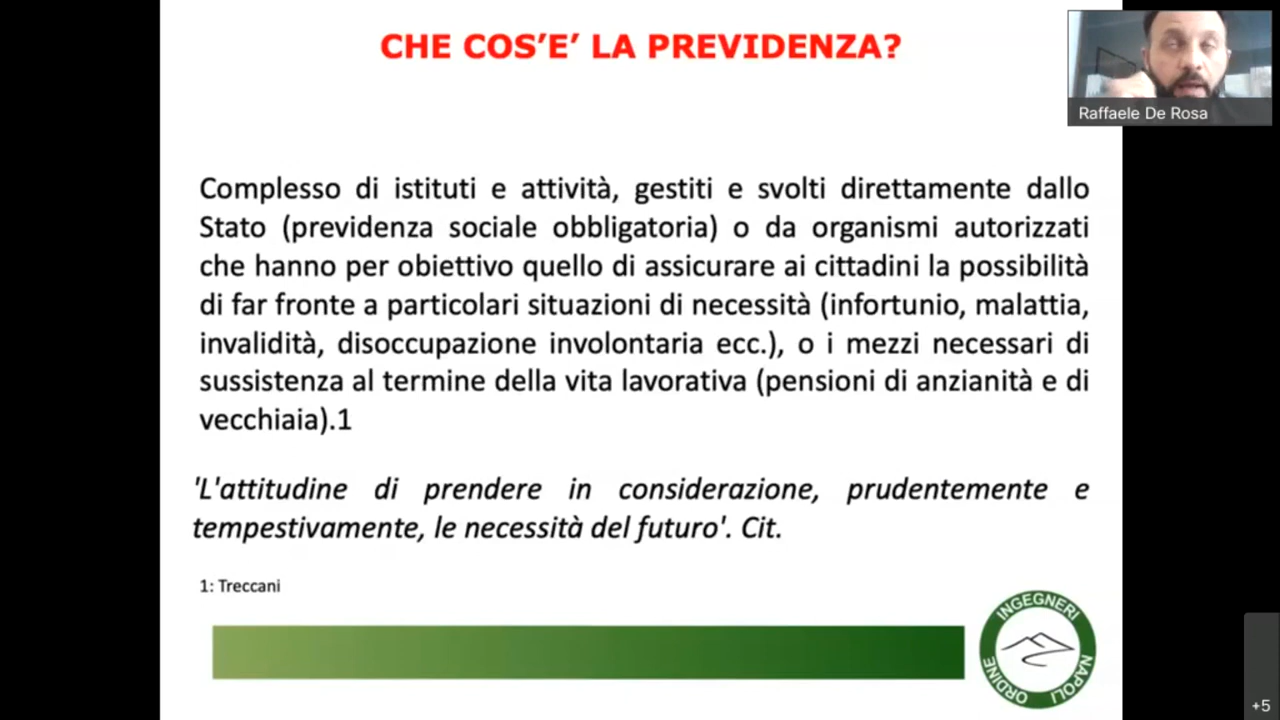 CHE COS'E' LA PREVIDENZA?
Raffaele De Rosa
Complesso di istituti e attività, gestiti e svolti direttamente dallo
Stato (previdenza sociale obbligatoria) o da organismi autorizzati
che hanno per obiettivo quello di assicurare ai cittadini la possibilità
di far fronte a particolari situazioni di necessità (infortunio, malattia,
invalidità, disoccupazione involontaria ecc.), o i mezzi necessari di
sussistenza al termine della vita lavorativa (pensioni di anzianità e di
vecchiaia).1
'L'attitudine di prendere in considerazione, prudentemente e
tempestivamente, le necessità del futuro'. Cit.
1: Treccani
ORDINE INGEGNERI NAPOLI
+5